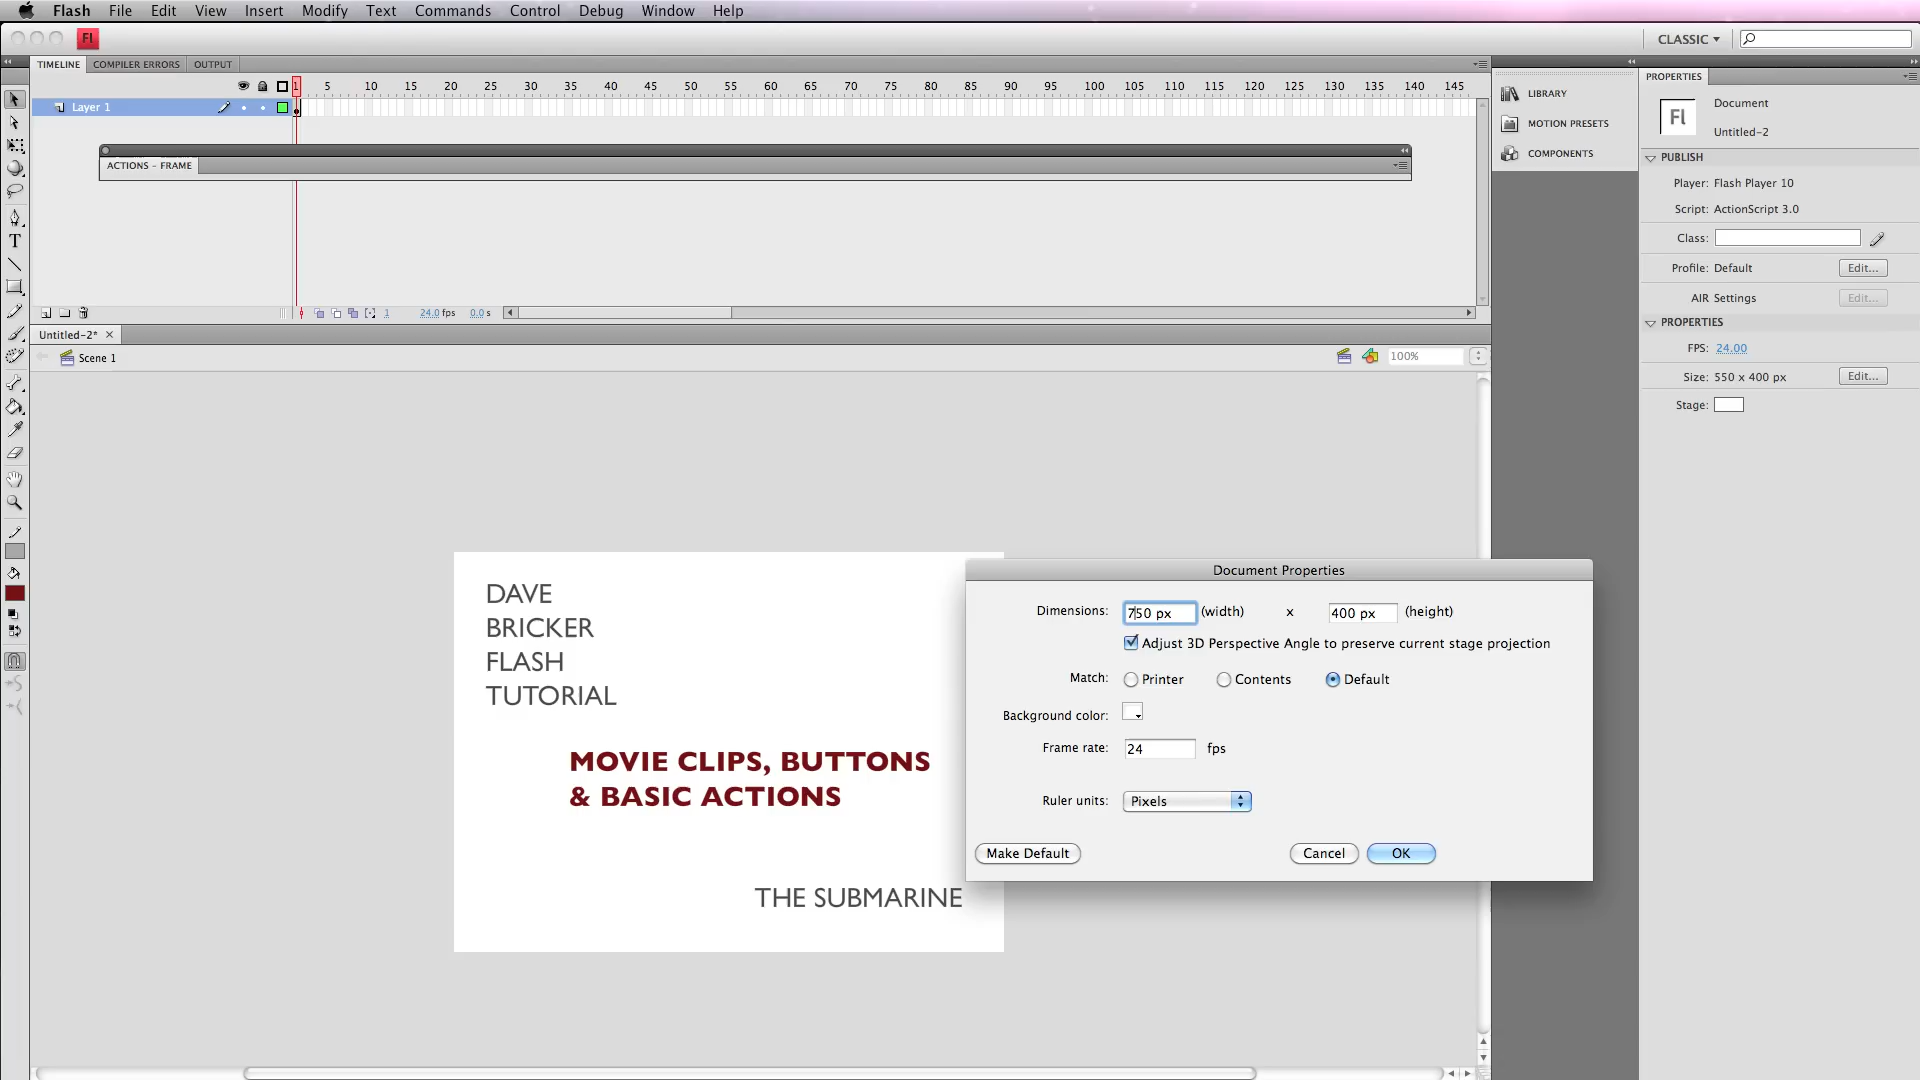 Flash File Edit View Insert Modify Text Commands Control Debug Window Help
Fl CLASSIC
TIMELINE COMPILER ERRORS OUTPUT
1 5 10 15 20 25 30 35 40 45 50 55 60 65 70 75 80 85 90 95 100 105 110 115 120 125 130 135 140 145
Layer 1
ACTIONS - FRAME
1 24.0 fps 0.0 s
Untitled-2*
Scene 1
100%
DAVE
BRICKER
FLASH
TUTORIAL
MOVIE CLIPS, BUTTONS
& BASIC ACTIONS
THE SUBMARINE
Document Properties
Dimensions: 750 px (width) x 400 px (height)
Adjust 3D Perspective Angle to preserve current stage projection
Match: Printer Contents Default
Background color:
Frame rate: 24 fps
Ruler units: Pixels
Make Default Cancel OK
LIBRARY
MOTION PRESETS
COMPONENTS
PROPERTIES
Fl Document
Untitled-2
PUBLISH
Player: Flash Player 10
Script: ActionScript 3.0
Class:
Profile: Default Edit...
AIR Settings Edit...
PROPERTIES
FPS: 24.00
Size: 550 x 400 px Edit...
Stage: